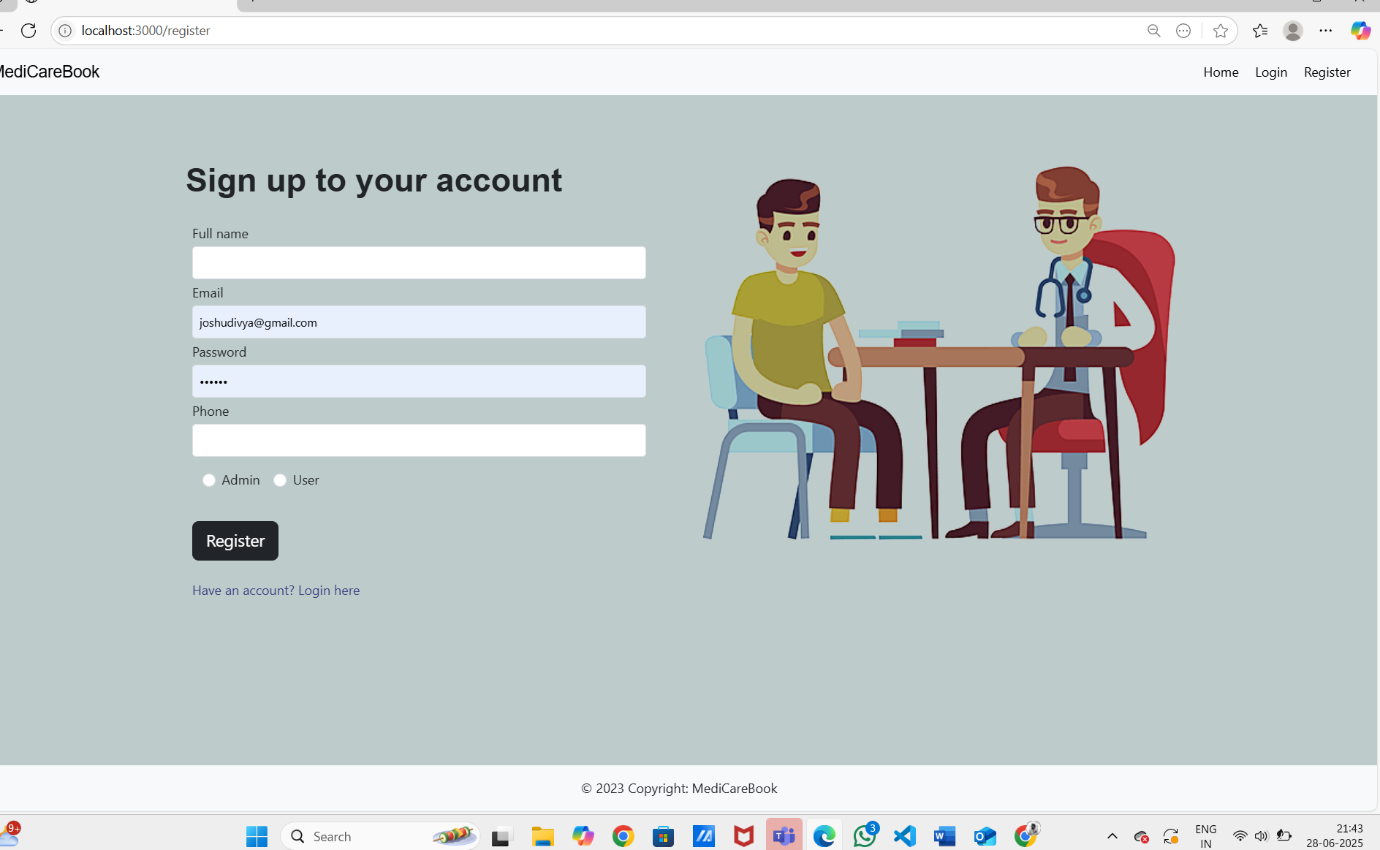 localhost:3000/register
MediCareBook
Home Login Register
Sign up to your account
Full name
Email
joshudivya@gmail.com
Password
••••••
Phone
Admin User
Register
Have an account? Login here
© 2023 Copyright: MediCareBook
9+
Search
3
ENG
IN
21:43
28-06-2025